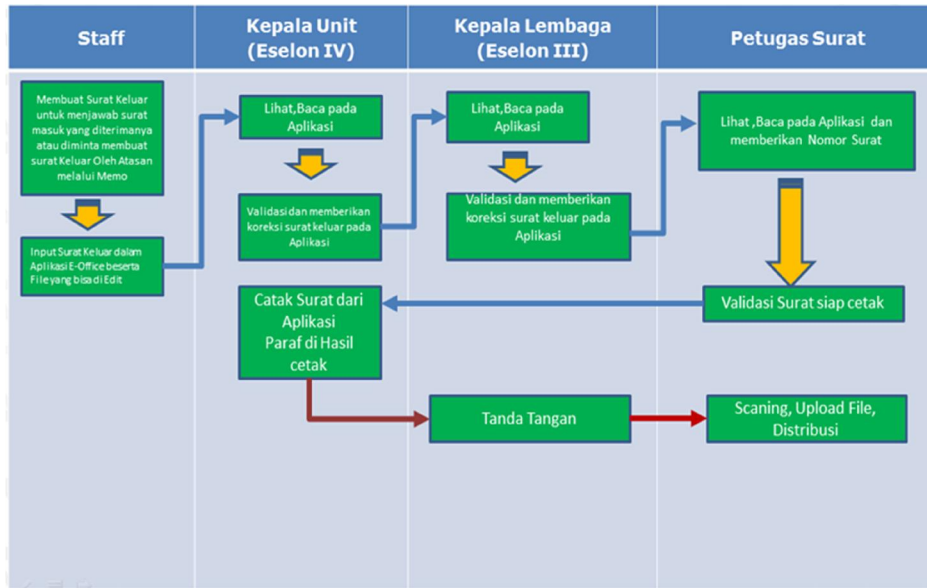 Staff
Kepala Unit
(Eselon IV)
Kepala Lembaga
(Eselon III)
Petugas Surat
Membuat Surat Keluar
untuk menjawab surat
masuk yang diterimanya
atau diminta membuat
surat Keluar Oleh Atasan
melalui Memo
Input Surat Keluar dalam
Aplikasi E-Office beserta
File yang bisa di Edit
Lihat,Baca pada
Aplikasi
Validasi dan memberikan
koreksi surat keluar pada
Aplikasi
Lihat,Baca pada
Aplikasi
Validasi dan memberikan
koreksi surat keluar pada
Aplikasi
Lihat ,Baca pada Aplikasi dan
memberikan Nomor Surat
Validasi Surat siap cetak
Catak Surat dari
Aplikasi
Paraf di Hasil
cetak
Tanda Tangan
Scaning, Upload File,
Distribusi